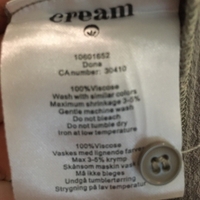 cream
10601652
Done
CA number: 30410
100%Viscose
Wash with similar colors
Maximum shrinkage 3-5%
Gentle machine wash
Do not bleach
Do not tumble dry
Iron at low temperature
100%Viscose
Vaskes med lignende farver
Max 3-5% krymp
Skånsom maskin vask
Må ikke bleges
Undgå tumbletørring
Strygning på lav temperatur